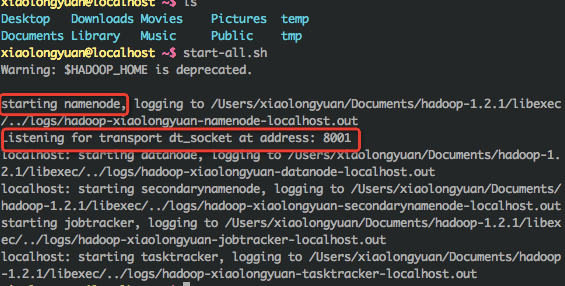 xiaolongyuan@localhost ~$ ls
Desktop Downloads Movies Pictures temp
Documents Library Music Public tmp
xiaolongyuan@localhost ~$ start-all.sh
Warning: $HADOOP_HOME is deprecated.
starting namenode, logging to /Users/xiaolongyuan/Documents/hadoop-1.2.1/libexec
/../logs/hadoop-xiaolongyuan-namenode-localhost.out
Listening for transport dt_socket at address: 8001
localhost: starting datanode, logging to /Users/xiaolongyuan/Documents/hadoop-1.
2.1/libexec/../logs/hadoop-xiaolongyuan-datanode-localhost.out
localhost: starting secondarynamenode, logging to /Users/xiaolongyuan/Documents/
hadoop-1.2.1/libexec/../logs/hadoop-xiaolongyuan-secondarynamenode-localhost.out
starting jobtracker, logging to /Users/xiaolongyuan/Documents/hadoop-1.2.1/libex
ec/../logs/hadoop-xiaolongyuan-jobtracker-localhost.out
localhost: starting tasktracker, logging to /Users/xiaolongyuan/Documents/hadoop
-1.2.1/libexec/../logs/hadoop-xiaolongyuan-tasktracker-localhost.out